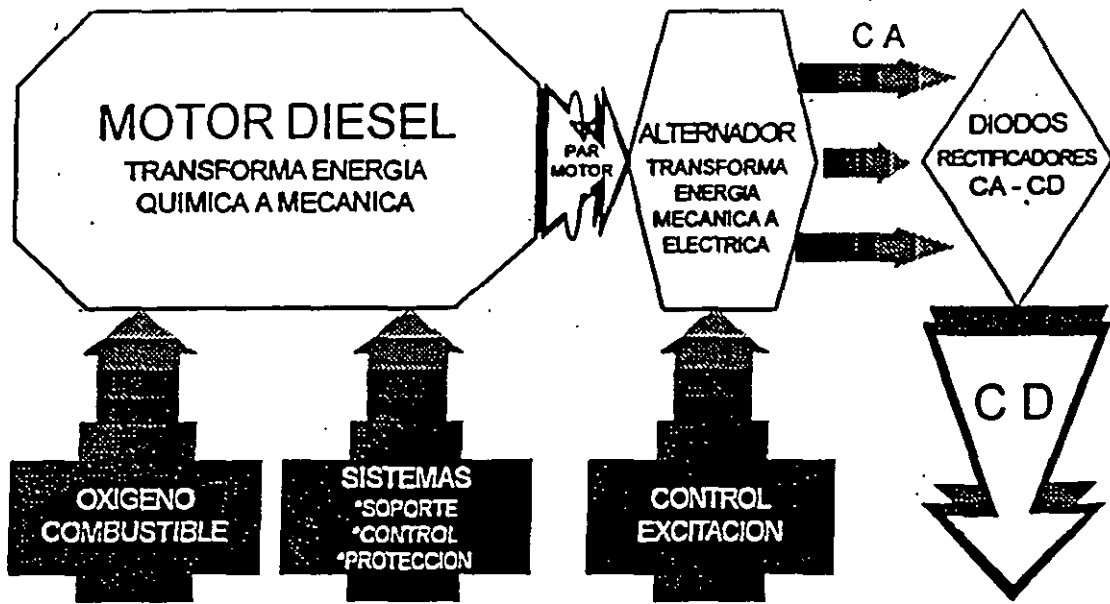 MOTOR DIESEL
TRANSFORMA ENERGIA
QUIMICA A MECANICA
PAR
MOTOR
ALTERNADOR
TRANSFORMA
ENERGIA
MECANICA A
ELECTRICA
C A
DIODOS
RECTIFICADORES
CA - CD
C D
OXIGENO
COMBUSTIBLE
SISTEMAS
*SOPORTE
*CONTROL
*PROTECCION
CONTROL
EXCITACION